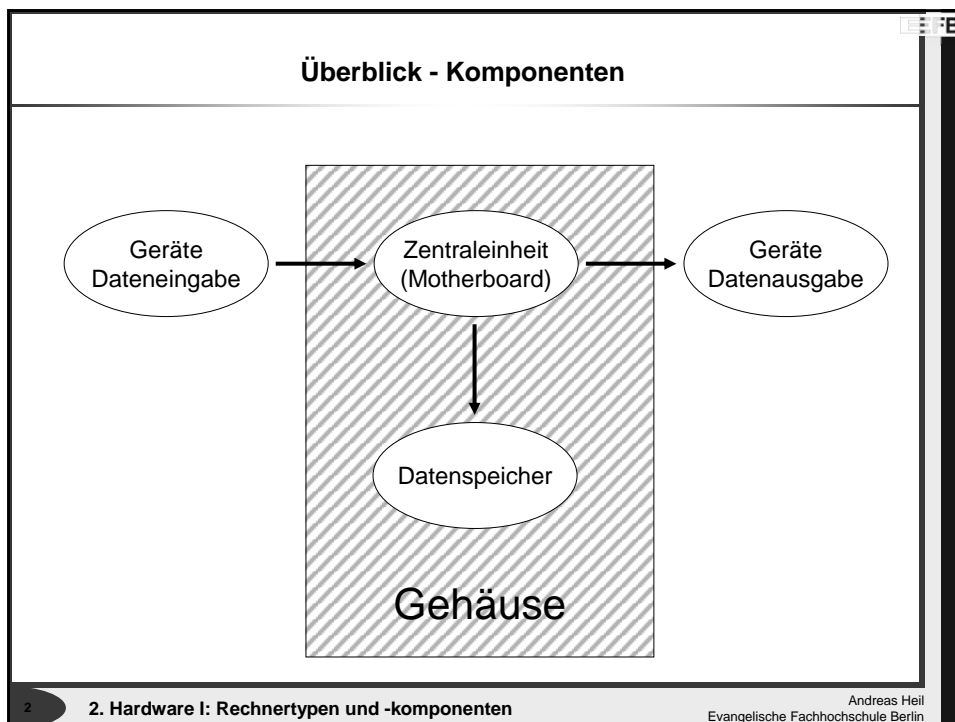 EFB
Überblick - Komponenten
Geräte
Dateneingabe
Zentraleinheit
(Motherboard)
Geräte
Datenausgabe
Datenspeicher
Gehäuse
2
2. Hardware I: Rechnertypen und -komponenten
Andreas Heil
Evangelische Fachhochschule Berlin